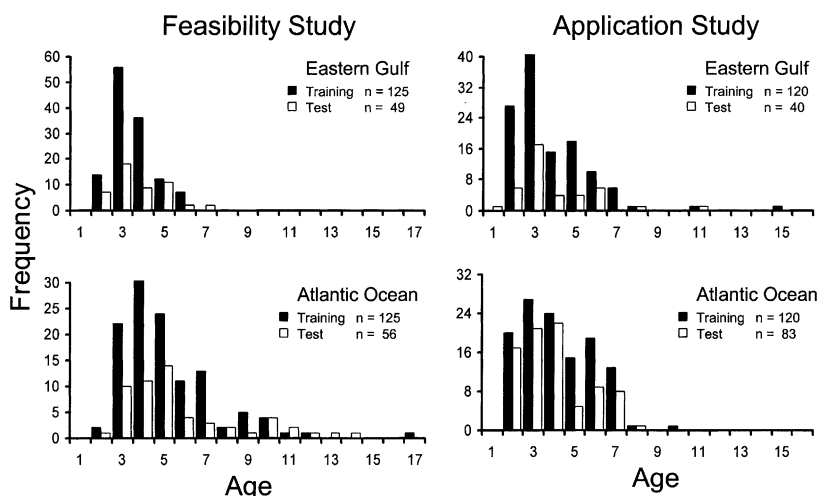 Feasibility Study
Application Study
Frequency
60
50
40
30
20
10
0
Eastern Gulf
Training n = 125
Test n = 49
1 3 5 7 9 11 13 15 17
40
32
24
16
8
0
Eastern Gulf
Training n = 120
Test n = 40
1 3 5 7 9 11 13 15
30
25
20
15
10
5
0
Atlantic Ocean
Training n = 125
Test n = 56
1 3 5 7 9 11 13 15 17
Age
32
24
16
8
0
Atlantic Ocean
Training n = 120
Test n = 83
1 3 5 7 9 11 13 15
Age